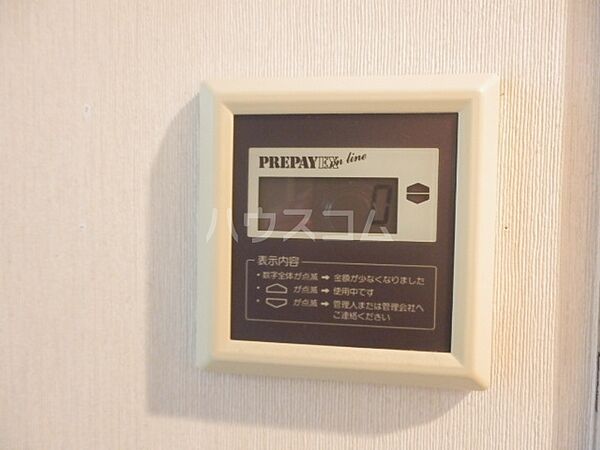 PREPAY EX on line
0
ハウスコム
表示内容
・数字全体が点滅 ➡ 金額が少なくなりました
・ が点滅 ➡ 使用中です
・ が点滅 ➡ 管理人または管理会社へ
ご連絡ください